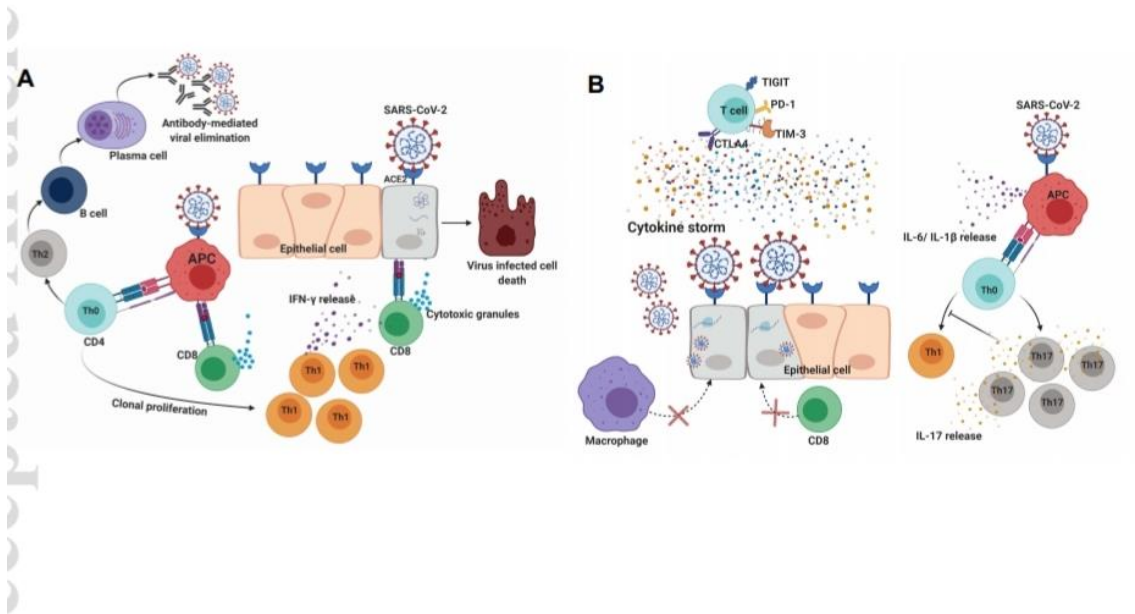 A
Antibody-mediated
viral elimination
Plasma cell
B cell
Th2
Th0
CD4
APC
CD8
Clonal proliferation
SARS-CoV-2
ACE2
Epithelial cell
Virus infected cell
death
IFN-γ release
Cytotoxic granules
CD8
Th1
Th1
Th1
Th1
B
TIGIT
T cell
PD-1
TIM-3
CTLA4
Cytokine storm
Epithelial cell
Macrophage
CD8
SARS-CoV-2
APC
IL-6/ IL-1β release
Th0
Th1
Th17
Th17
Th17
Th17
IL-17 release